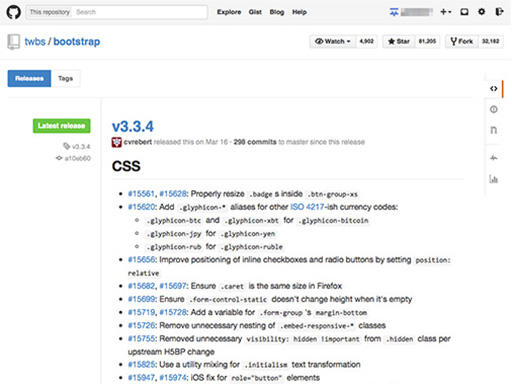 This repository Search Explore Gist Blog Help
twbs / bootstrap Watch 4,902 Star 81,205 Fork 32,182
Releases Tags
Latest release
v3.3.4
a10eb60
v3.3.4
cvrebert released this on Mar 16 · 298 commits to master since this release
CSS
• #15561, #15628: Properly resize .badge s inside .btn-group-xs
• #15620: Add .glyphicon-* aliases for other ISO 4217-ish currency codes:
◦ .glyphicon-btc and .glyphicon-xbt for .glyphicon-bitcoin
◦ .glyphicon-jpy for .glyphicon-yen
◦ .glyphicon-rub for .glyphicon-ruble
• #15656: Improve positioning of inline checkboxes and radio buttons by setting position:
relative
• #15682, #15697: Ensure .caret is the same size in Firefox
• #15699: Ensure .form-control-static doesn't change height when it's empty
• #15719, #15728: Add a variable for .form-group 's margin-bottom
• #15726: Remove unnecessary nesting of .embed-responsive-* classes
• #15755: Removed unnecessary visibility: hidden !important from .hidden class per
upstream H5BP change
• #15825: Use a utility mixing for .initialism text transformation
• #15947, #15974: iOS fix for role="button" elements